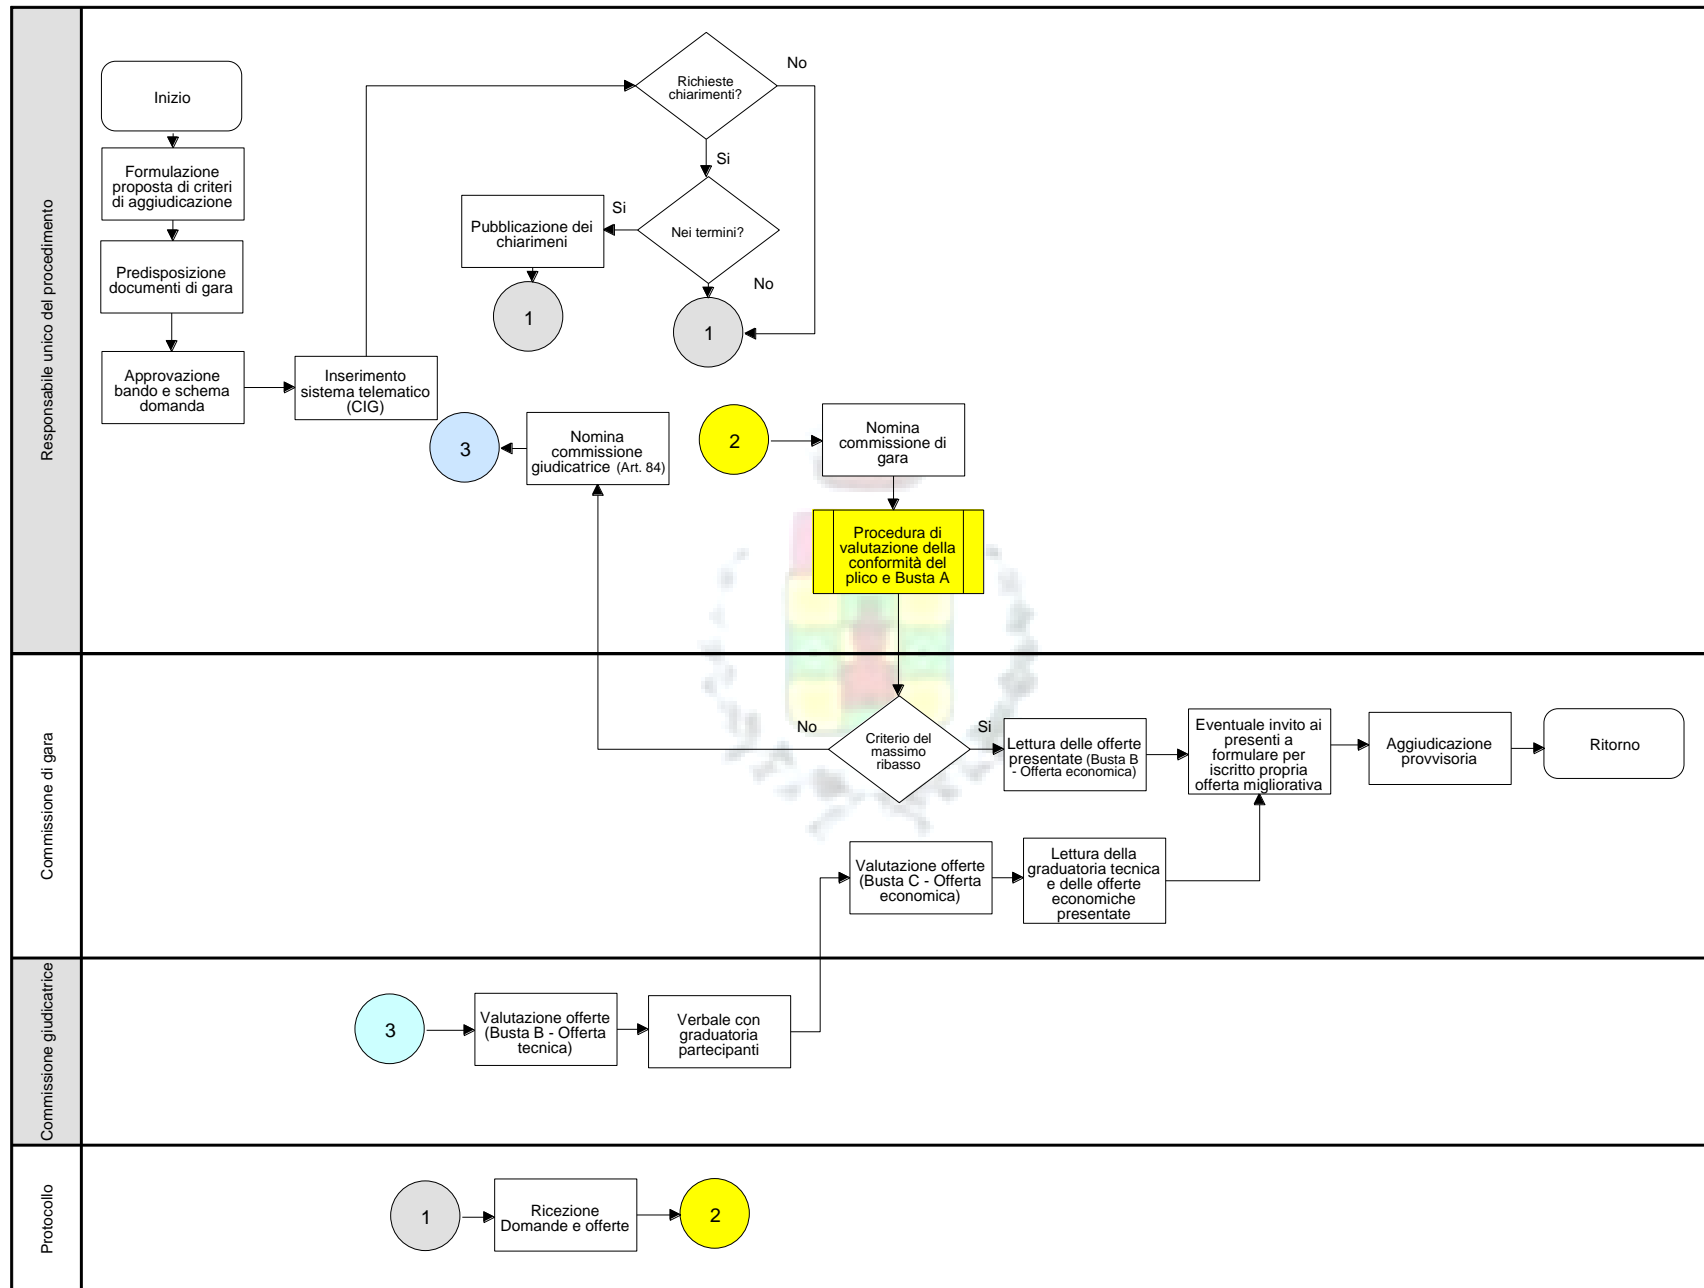 Responsabile unico del procedimento
Inizio
Formulazione
proposta di criteri
di aggiudicazione
Predisposizione
documenti di gara
Approvazione
bando e schema
domanda
Inserimento
sistema telematico
(CIG)
Richieste
chiarimenti?
No
Si
Nei termini?
Si
No
Pubblicazione dei
chiarimeni
1
1
3
Nomina
commissione
giudicatrice (Art. 84)
2
Nomina
commissione di
gara
Procedura di
valutazione della
conformità del
plico e Busta A
Commissione di gara
No
Criterio del
massimo
ribasso
Si
Lettura delle offerte
presentate (Busta B
- Offerta economica)
Eventuale invito ai
presenti a
formulare per
iscritto propria
offerta migliorativa
Aggiudicazione
provvisoria
Ritorno
Valutazione offerte
(Busta C - Offerta
economica)
Lettura della
graduatoria tecnica
e delle offerte
economiche
presentate
Commissione giudicatrice
3
Valutazione offerte
(Busta B - Offerta
tecnica)
Verbale con
graduatoria
partecipanti
Protocollo
1
Ricezione
Domande e offerte
2